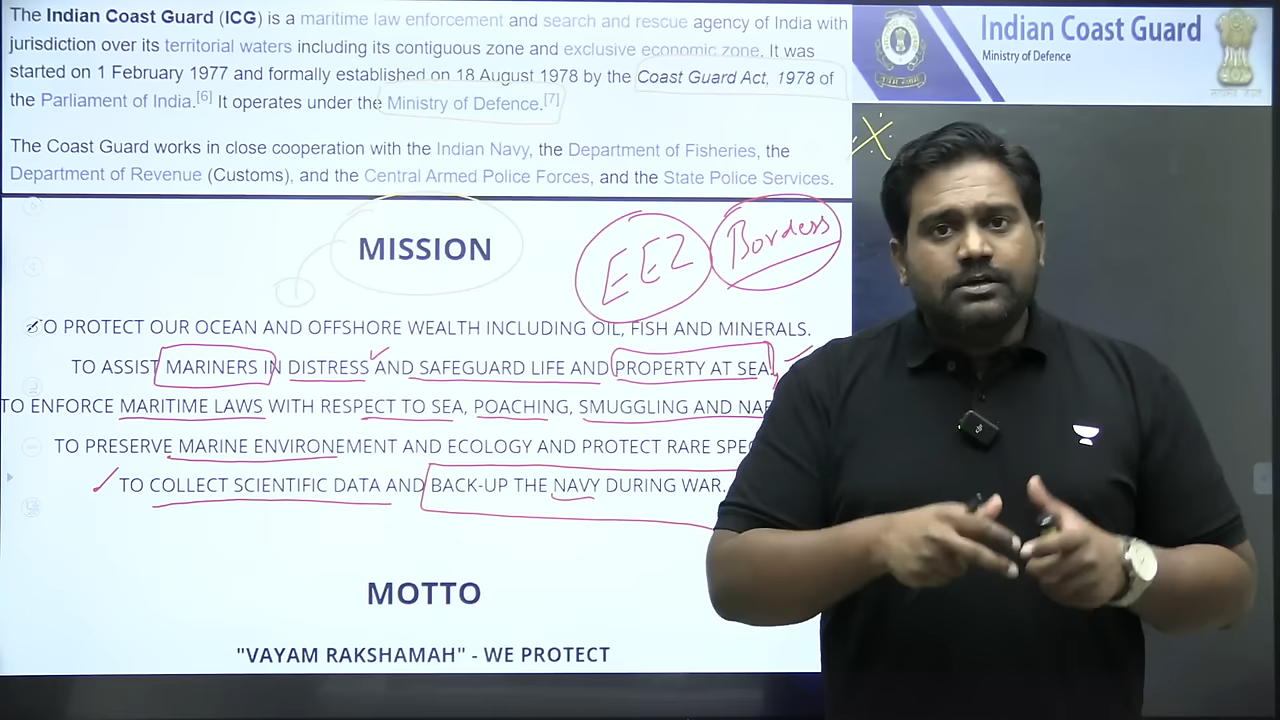 The Indian Coast Guard (ICG) is a maritime law enforcement and search and rescue agency of India with
jurisdiction over its territorial waters including its contiguous zone and exclusive economic zone. It was
started on 1 February 1977 and formally established on 18 August 1978 by the Coast Guard Act, 1978 of
the Parliament of India.[6] It operates under the Ministry of Defence.[7]
The Coast Guard works in close cooperation with the Indian Navy, the Department of Fisheries, the
Department of Revenue (Customs), and the Central Armed Police Forces, and the State Police Services.
Indian Coast Guard
Ministry of Defence
MISSION
EEZ
Borders
TO PROTECT OUR OCEAN AND OFFSHORE WEALTH INCLUDING OIL, FISH AND MINERALS.
TO ASSIST MARINERS IN DISTRESS AND SAFEGUARD LIFE AND PROPERTY AT SEA
TO ENFORCE MARITIME LAWS WITH RESPECT TO SEA, POACHING, SMUGGLING AND
TO PRESERVE MARINE ENVIRONEMENT AND ECOLOGY AND PROTECT RARE
TO COLLECT SCIENTIFIC DATA AND BACK-UP THE NAVY DURING WAR.
MOTTO
"VAYAM RAKSHAMAH" - WE PROTECT